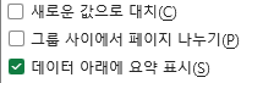 새로운 값으로 대치(C)
그룹 사이에서 페이지 나누기(P)
데이터 아래에 요약 표시(S)